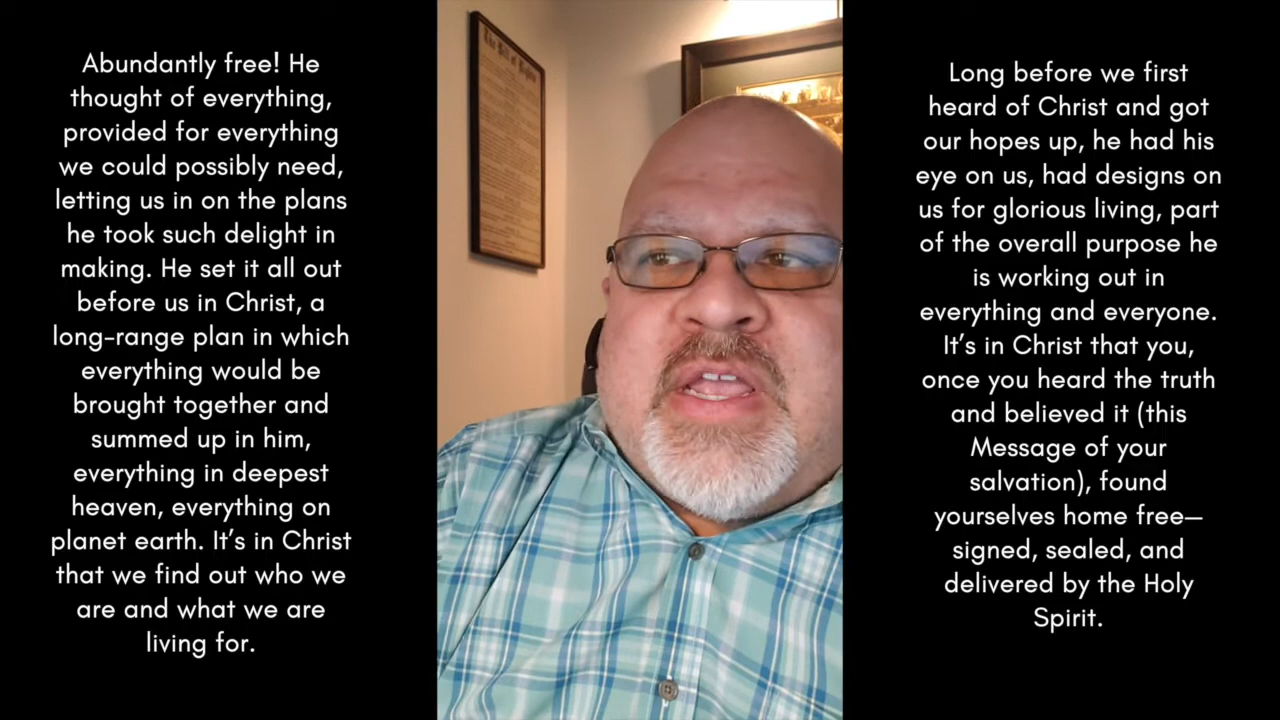 Abundantly free! He
thought of everything,
provided for everything
we could possibly need,
letting us in on the plans
he took such delight in
making. He set it all out
before us in Christ, a
long-range plan in which
everything would be
brought together and
summed up in him,
everything in deepest
heaven, everything on
planet earth. It's in Christ
that we find out who we
are and what we are
living for.
The Bill of Rights
Long before we first
heard of Christ and got
our hopes up, he had his
eye on us, had designs on
us for glorious living, part
of the overall purpose he
is working out in
everything and everyone.
It's in Christ that you,
once you heard the truth
and believed it (this
Message of your
salvation), found
yourselves home free—
signed, sealed, and
delivered by the Holy
Spirit.